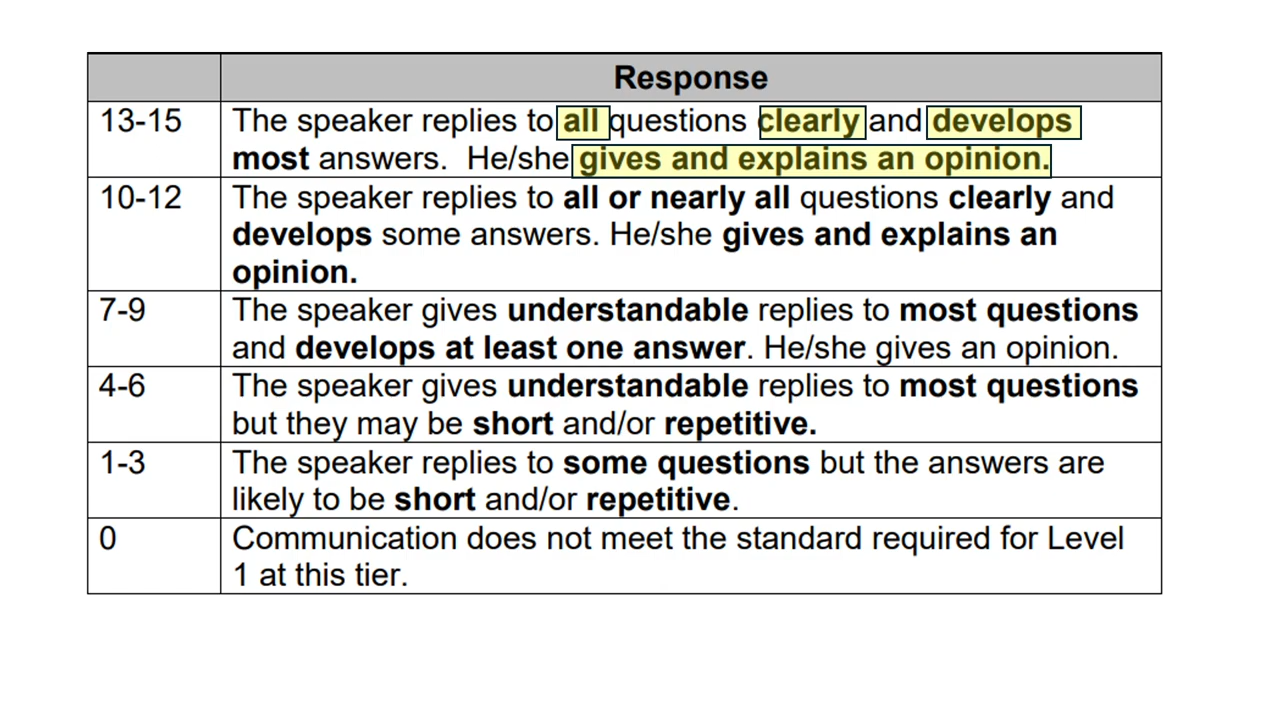 Response
13-15
The speaker replies to all questions clearly and develops
most answers. He/she gives and explains an opinion.
10-12
The speaker replies to all or nearly all questions clearly and
develops some answers. He/she gives and explains an
opinion.
7-9
The speaker gives understandable replies to most questions
and develops at least one answer. He/she gives an opinion.
4-6
The speaker gives understandable replies to most questions
but they may be short and/or repetitive.
1-3
The speaker replies to some questions but the answers are
likely to be short and/or repetitive.
0
Communication does not meet the standard required for Level
1 at this tier.